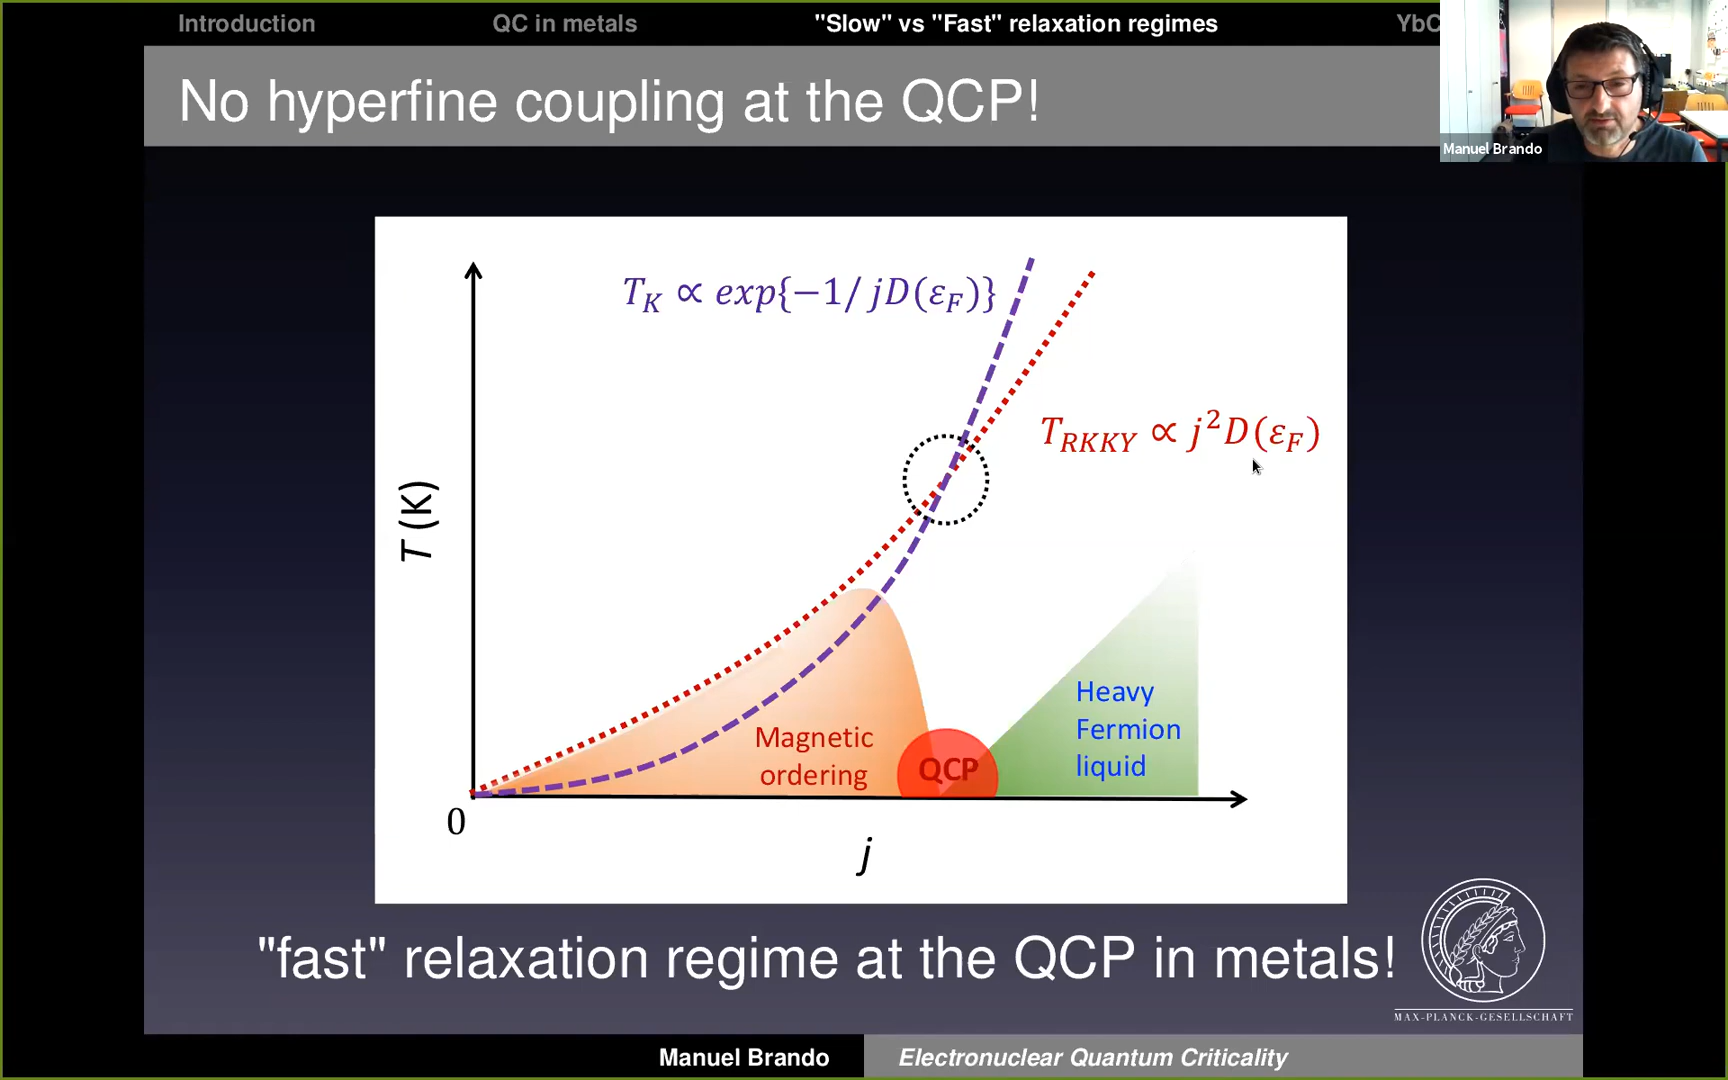 Introduction
QC in metals
"Slow" vs "Fast" relaxation regimes
YbC
No hyperfine coupling at the QCP!
Manuel Brando
T_K ∝ exp{−1/jD(ε_F)}
T_RKKY ∝ j²D(ε_F)
T (K)
Magnetic
ordering
QCP
Heavy
Fermion
liquid
0
j
"fast" relaxation regime at the QCP in metals!
MAX-PLANCK-GESELLSCHAFT
Manuel Brando
Electronuclear Quantum Criticality